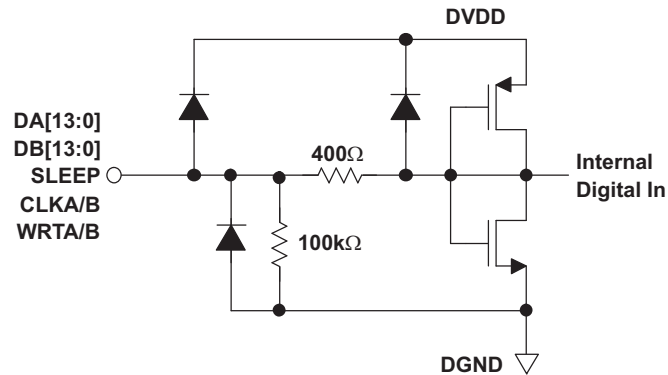 DVDD
DA[13:0]
DB[13:0]
SLEEP
CLKA/B
WRTA/B
400Ω
100kΩ
Internal
Digital In
DGND